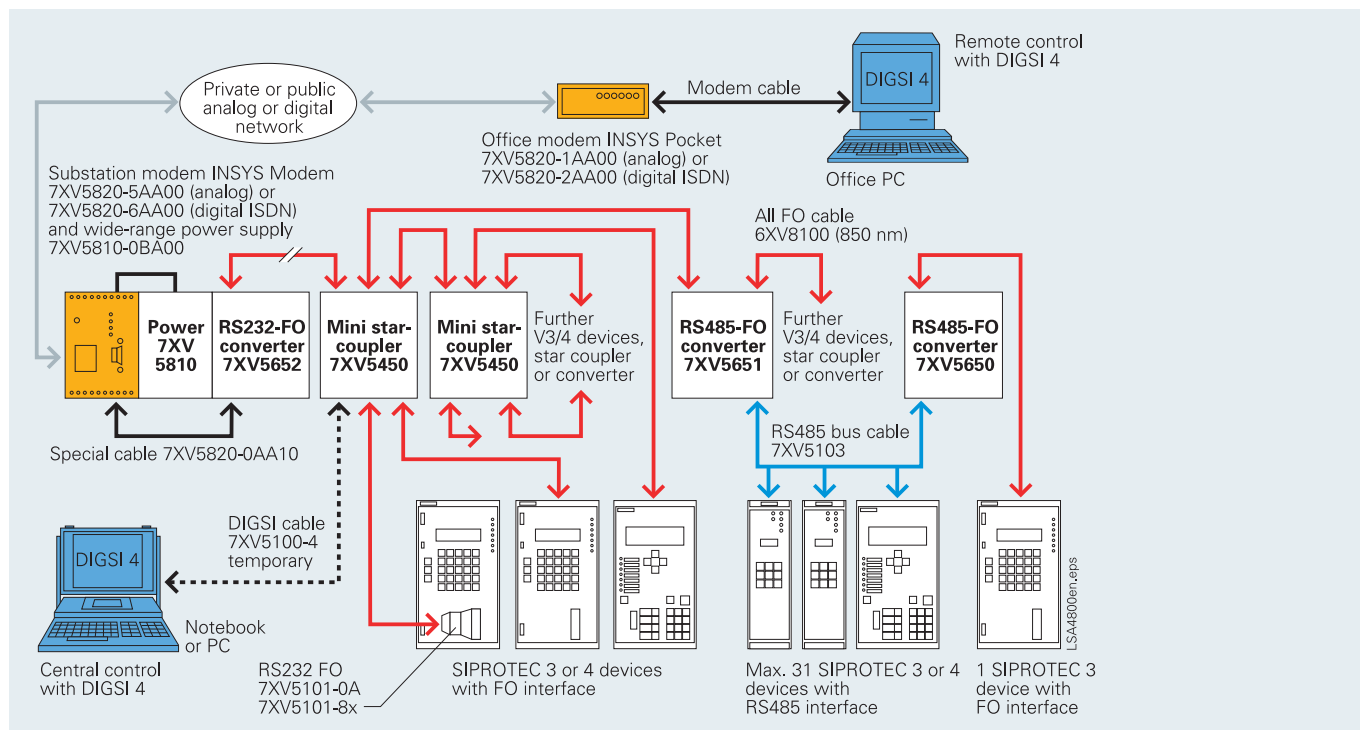 Remote control
with DIGSI 4
DIGSI 4
Office PC
Modem cable
Private or public
analog or digital
network
Office modem INSYS Pocket
7XV5820-1AA00 (analog) or
7XV5820-2AA00 (digital ISDN)
Substation modem INSYS Modem
7XV5820-5AA00 (analog) or
7XV5820-6AA00 (digital ISDN)
and wide-range power supply
7XV5810-0BA00
All FO cable
6XV8100 (850 nm)
Power
7XV
5810
RS232-FO
converter
7XV5652
Mini star-
coupler
7XV5450
Mini star-
coupler
7XV5450
Further
V3/4 devices,
star coupler
or converter
RS485-FO
converter
7XV5651
Further
V3/4 devices,
star coupler
or converter
RS485-FO
converter
7XV5650
Special cable 7XV5820-0AA10
RS485 bus cable
7XV5103
DIGSI cable
7XV5100-4
temporary
DIGSI 4
Notebook
or PC
Central control
with DIGSI 4
RS232 FO
7XV5101-0A
7XV5101-8x
SIPROTEC 3 or 4 devices
with FO interface
Max. 31 SIPROTEC 3 or 4
devices with
RS485 interface
1 SIPROTEC 3
device with
FO interface
LSA4800en.eps